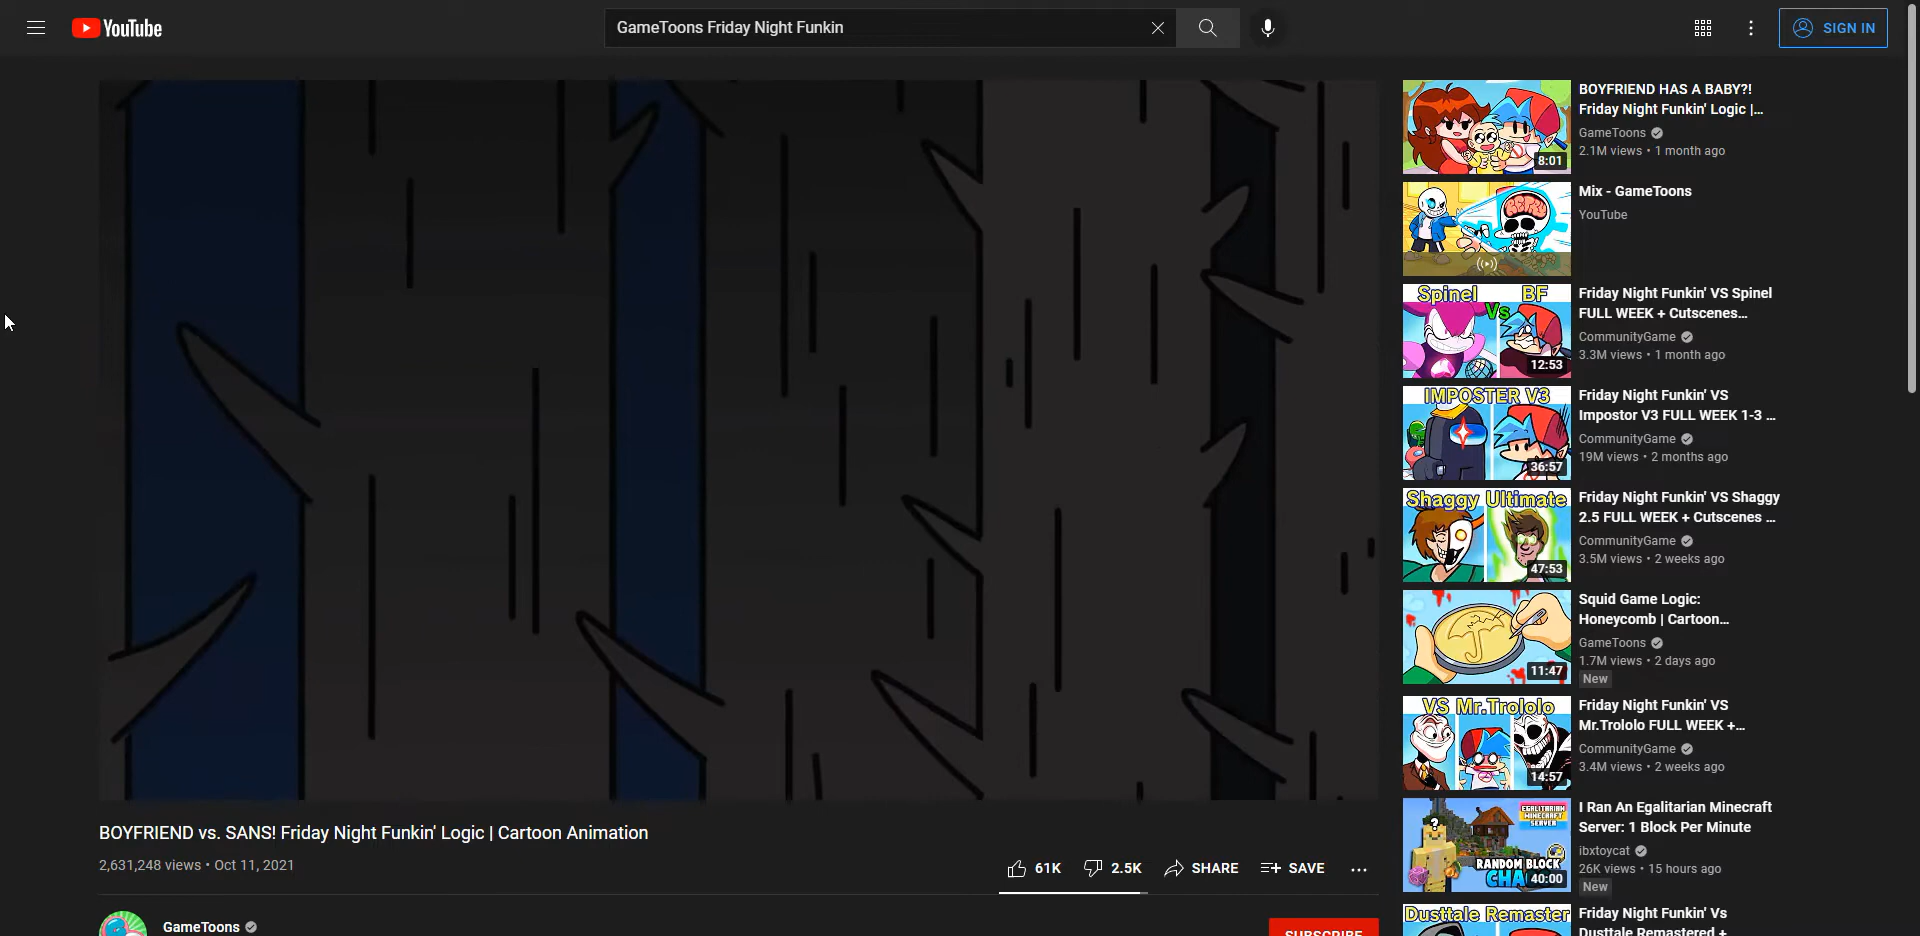 YouTube
GameToons Friday Night Funkin
SIGN IN
BOYFRIEND vs. SANS! Friday Night Funkin' Logic | Cartoon Animation
2,631,248 views • Oct 11, 2021
61K
2.5K
SHARE
SAVE
GameToons
SUBSCRIBE
8:01
BOYFRIEND HAS A BABY?!
Friday Night Funkin' Logic |...
GameToons
2.1M views • 1 month ago
Mix - GameToons
YouTube
Spinel Vs BF
12:53
Friday Night Funkin' VS Spinel
FULL WEEK + Cutscenes...
CommunityGame
3.3M views • 1 month ago
IMPOSTER V3
36:57
Friday Night Funkin' VS
Impostor V3 FULL WEEK 1-3 ...
CommunityGame
19M views • 2 months ago
Shaggy Ultimate
47:53
Friday Night Funkin' VS Shaggy
2.5 FULL WEEK + Cutscenes ...
CommunityGame
3.5M views • 2 weeks ago
11:47
Squid Game Logic:
Honeycomb | Cartoon...
GameToons
1.7M views • 2 days ago
New
VS Mr.Trololo
14:57
Friday Night Funkin' VS
Mr.Trololo FULL WEEK +...
CommunityGame
3.4M views • 2 weeks ago
EGALITARIAN
MINECRAFT
SERVER
?
RANDOM BLOCK
CHA
40:00
I Ran An Egalitarian Minecraft
Server: 1 Block Per Minute
ibxtoycat
26K views • 15 hours ago
New
Dusttale Remaster
Friday Night Funkin' Vs
Dusttale Remastered +